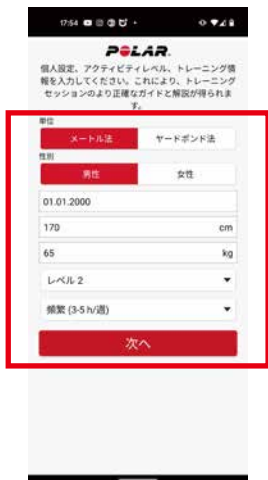 17:54
POLAR.
個人設定、アクティビティレベル、トレーニング情
報を入力してください。これにより、トレーニング
セッションのより正確なガイドと解説が得られま
す。
単位
メートル法 ヤードポンド法
性別
男性 女性
01.01.2000
170 cm
65 kg
レベル 2
頻繁 (3-5 h/週)
次へ